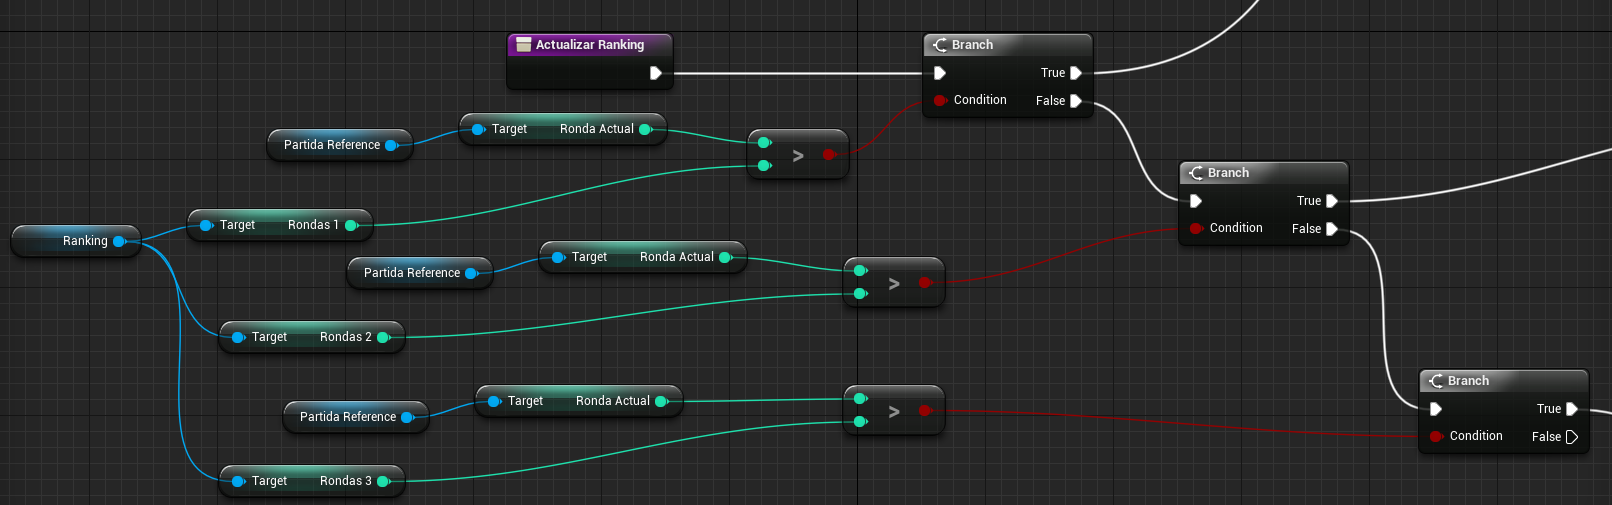 Actualizar Ranking
Branch
True
Condition
False
Partida Reference
Target Ronda Actual
>
Ranking
Target Rondas 1
Branch
True
Condition
False
Partida Reference
Target Ronda Actual
>
Target Rondas 2
Branch
True
Condition
False
Partida Reference
Target Ronda Actual
>
Target Rondas 3